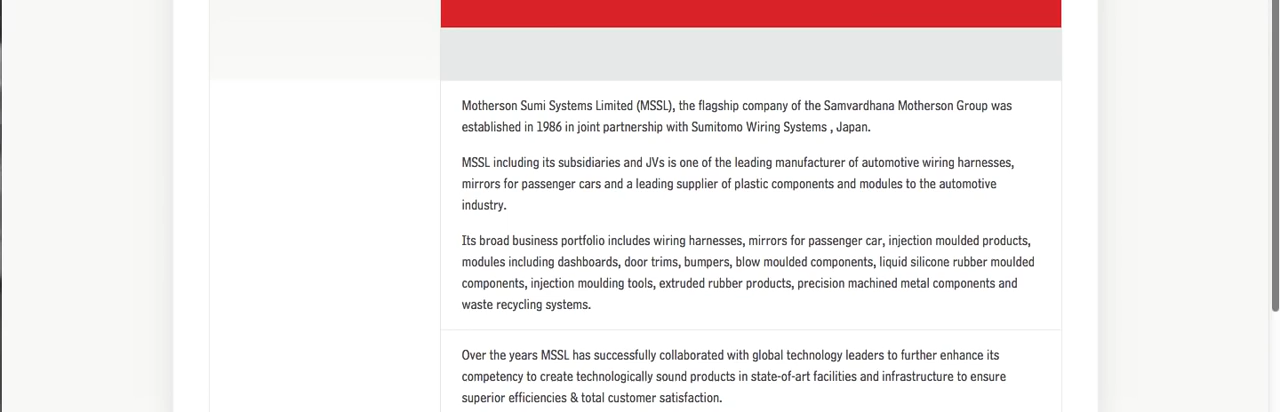 Motherson Sumi Systems Limited (MSSL), the flagship company of the Samvardhana Motherson Group was
established in 1986 in joint partnership with Sumitomo Wiring Systems , Japan.
MSSL including its subsidiaries and JVs is one of the leading manufacturer of automotive wiring harnesses,
mirrors for passenger cars and a leading supplier of plastic components and modules to the automotive
industry.
Its broad business portfolio includes wiring harnesses, mirrors for passenger car, injection moulded products,
modules including dashboards, door trims, bumpers, blow moulded components, liquid silicone rubber moulded
components, injection moulding tools, extruded rubber products, precision machined metal components and
waste recycling systems.
Over the years MSSL has successfully collaborated with global technology leaders to further enhance its
competency to create technologically sound products in state-of-art facilities and infrastructure to ensure
superior efficiencies & total customer satisfaction.